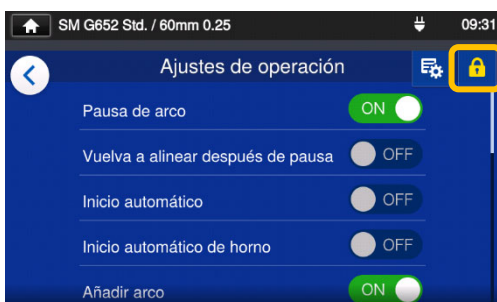 SM G652 Std. / 60mm 0.25 09:31
Ajustes de operación
Pausa de arco ON
Vuelva a alinear después de pausa OFF
Inicio automático OFF
Inicio automático de horno OFF
Añadir arco ON